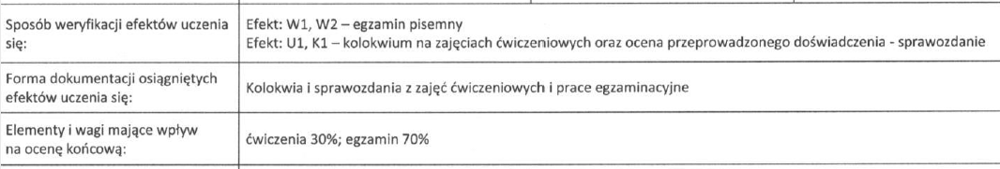 Sposób weryfikacji efektów uczenia
się:
Efekt: W1, W2 – egzamin pisemny
Efekt: U1, K1 – kolokwium na zajęciach ćwiczeniowych oraz ocena przeprowadzonego doświadczenia - sprawozdanie
Forma dokumentacji osiągniętych
efektów uczenia się:
Kolokwia i sprawozdania z zajęć ćwiczeniowych i prace egzaminacyjne
Elementy i wagi mające wpływ
na ocenę końcową:
ćwiczenia 30%; egzamin 70%